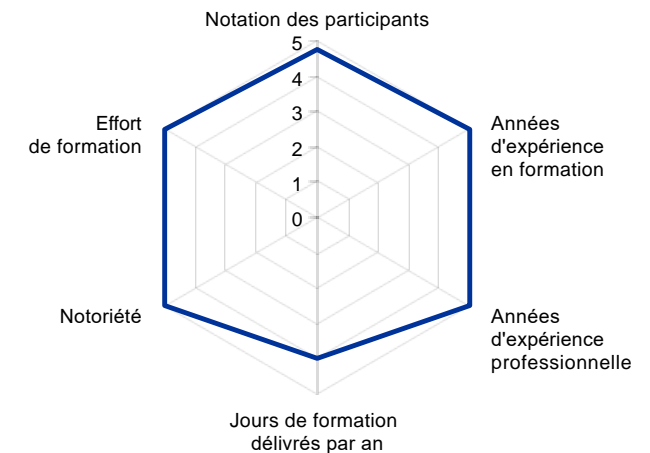 Notation des participants
5
4
3
2
1
0
Effort
de formation
Années
d'expérience
en formation
Notoriété
Années
d'expérience
professionnelle
Jours de formation
délivrés par an